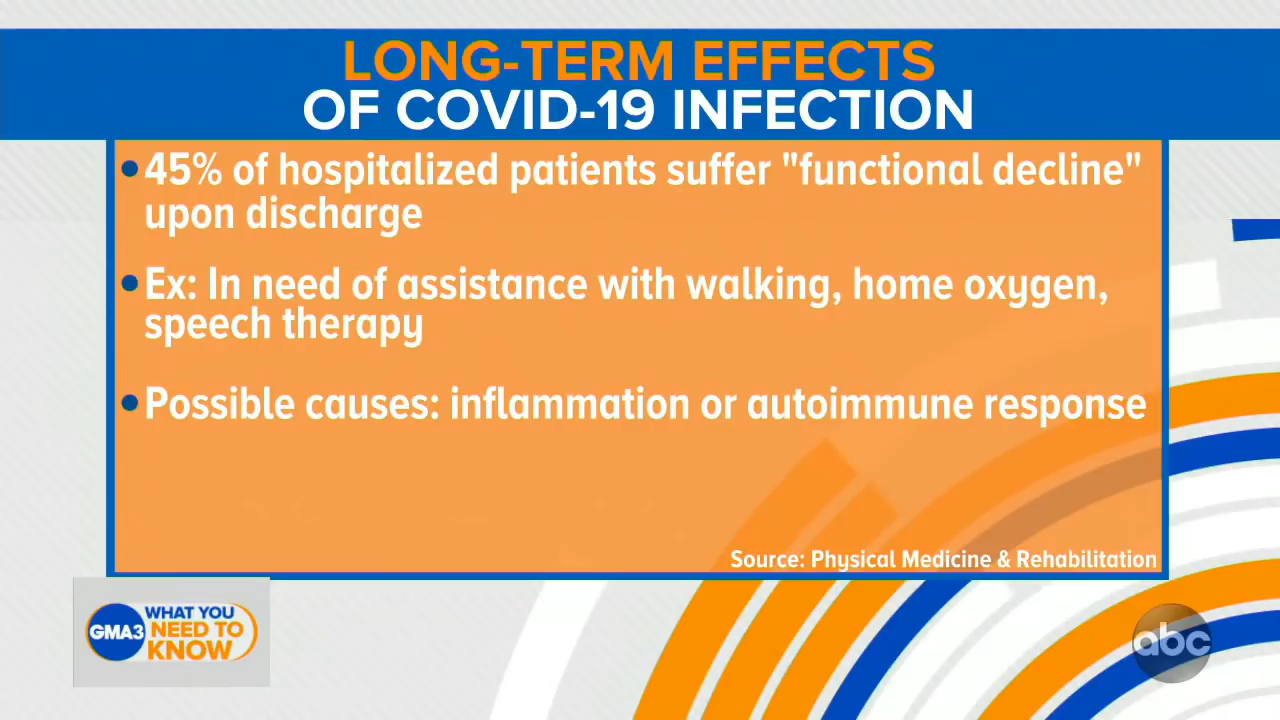 LONG-TERM EFFECTS
OF COVID-19 INFECTION
• 45% of hospitalized patients suffer "functional decline"
upon discharge
• Ex: In need of assistance with walking, home oxygen,
speech therapy
• Possible causes: inflammation or autoimmune response
Source: Physical Medicine & Rehabilitation
GMA3
WHAT YOU
NEED TO
KNOW
abc